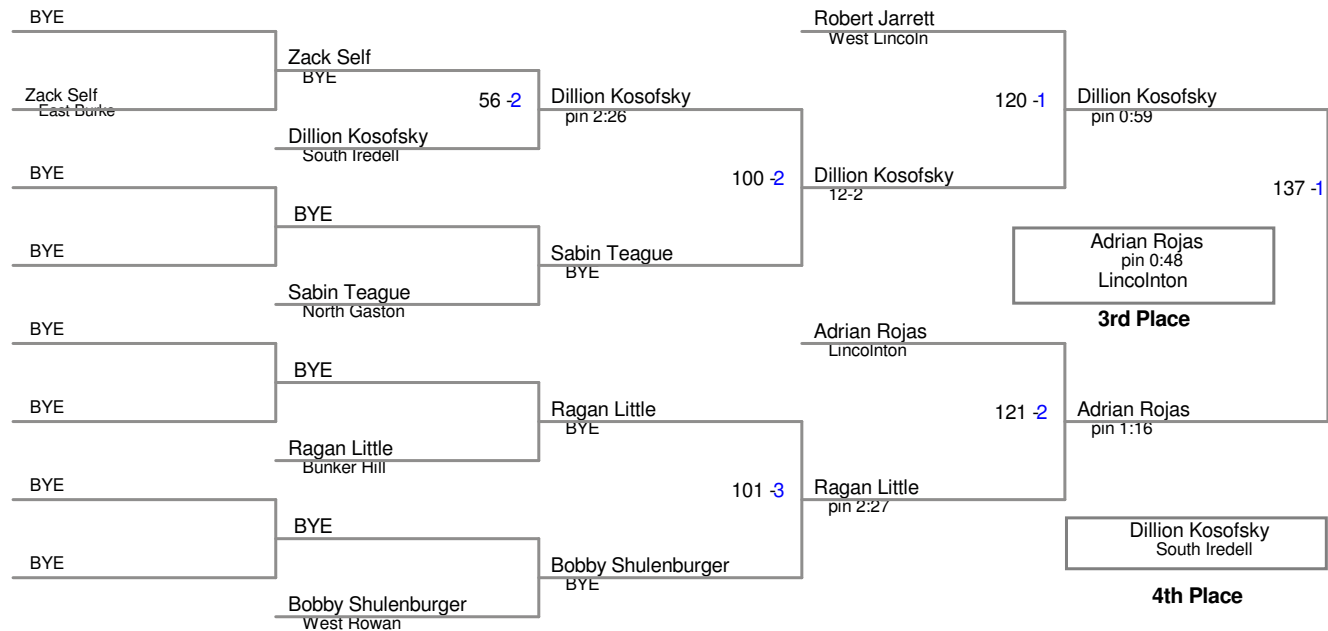 BYE
Robert Jarrett
West Lincoln
Zack Self
BYE
Zack Self
East Burke
56 -2
Dillion Kosofsky
pin 2:26
120 -1
Dillion Kosofsky
pin 0:59
Dillion Kosofsky
South Iredell
BYE
100 -2
Dillion Kosofsky
12-2
137 -1
BYE
BYE
Sabin Teague
BYE
Adrian Rojas
pin 0:48
Lincolnton
3rd Place
Sabin Teague
North Gaston
BYE
Adrian Rojas
Lincolnton
BYE
BYE
Ragan Little
BYE
121 -2
Adrian Rojas
pin 1:16
Ragan Little
Bunker Hill
BYE
101 -3
Ragan Little
pin 2:27
BYE
BYE
Bobby Shulenburger
BYE
Dillion Kosofsky
South Iredell
4th Place
Bobby Shulenburger
West Rowan